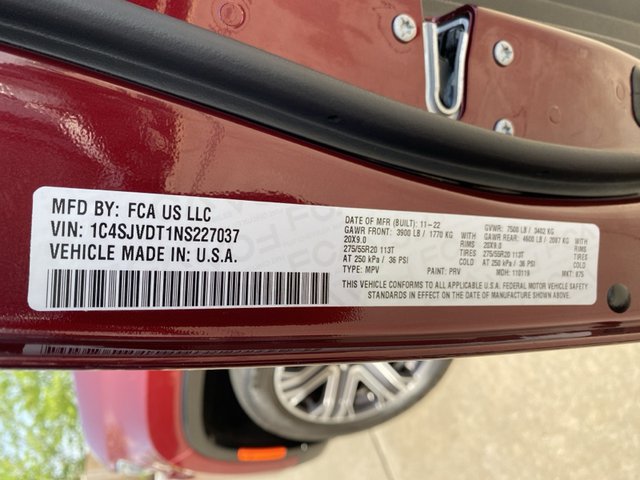 MFD BY: FCA US LLC
VIN: 1C4SJVDT1NS227037
VEHICLE MADE IN: U.S.A.
DATE OF MFR (BUILT): 11-22 GVWR: 7500 LB / 3402 KG
GAWR FRONT: 3900 LB / 1770 KG WITH GAWR REAR: 4600 LB / 2087 KG WITH
20X9.0 RIMS 20X9.0 RIMS
275/55R20 113T TIRES 275/55R20 113T TIRES
AT 250 kPa / 36 PSI AT 250 kPa / 36 PSI
TYPE: MPV PAINT: PRV MDH: 110119 MKT: 875
THIS VEHICLE CONFORMS TO ALL APPLICABLE U.S.A. FEDERAL MOTOR VEHICLE SAFETY
STANDARDS IN EFFECT ON THE DATE OF MANUFACTURE SHOWN ABOVE.